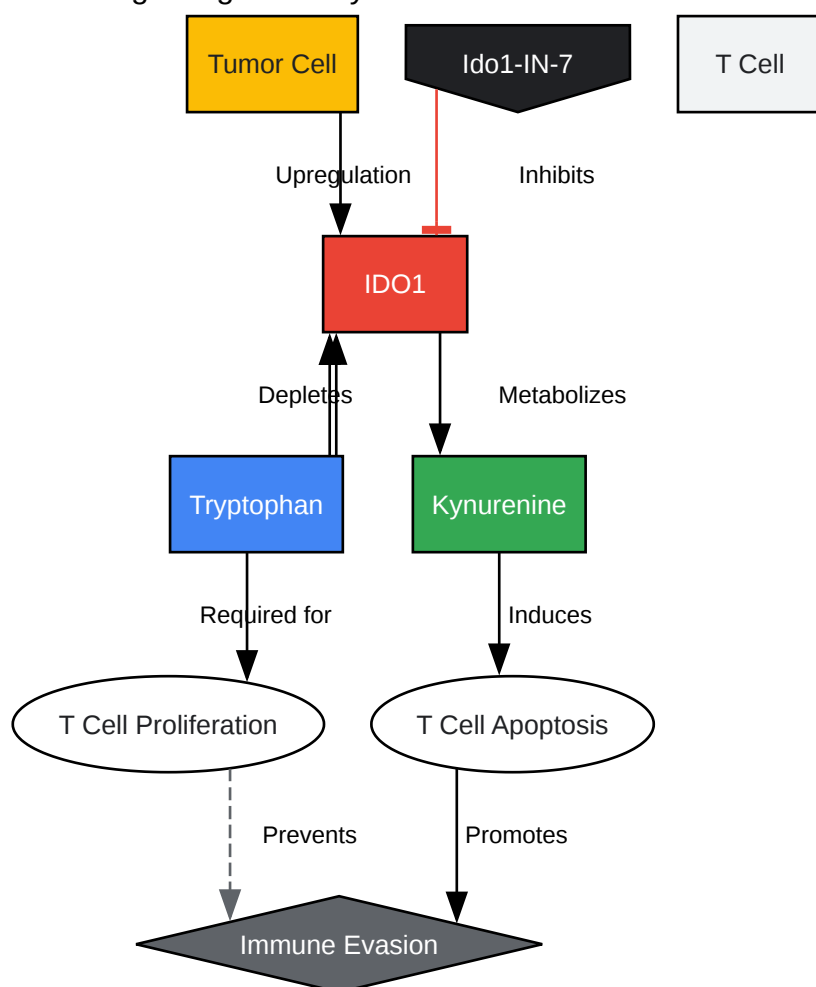 Tumor Cell
Ido1-IN-7
T Cell
Upregulation
Inhibits
IDO1
Depletes
Metabolizes
Tryptophan
Kynurenine
Required for
Induces
T Cell Proliferation
T Cell Apoptosis
Prevents
Promotes
Immune Evasion